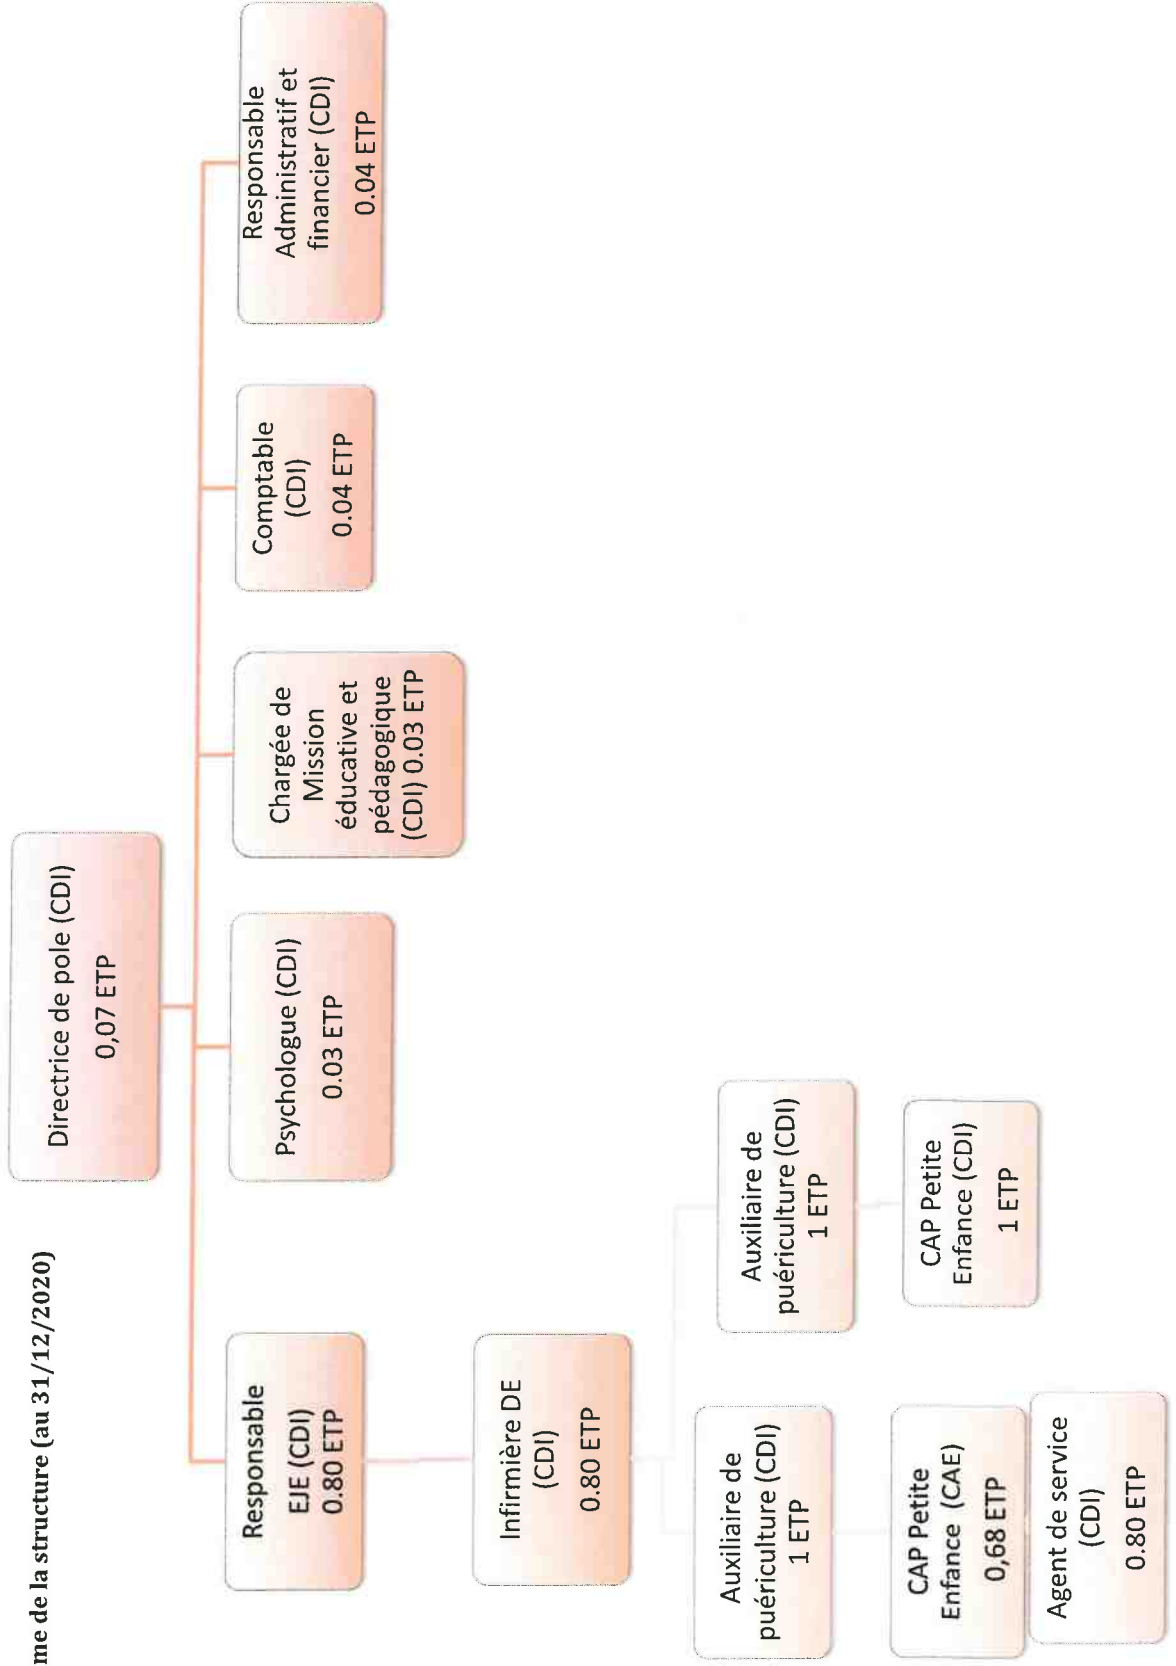 me de la structure (au 31/12/2020)
Directrice de pole (CDI)
0,07 ETP
Responsable
EJE (CDI)
0.80 ETP
Psychologue (CDI)
0.03 ETP
Chargée de
Mission
éducative et
pédagogique
(CDI) 0.03 ETP
Comptable
(CDI)
0.04 ETP
Responsable
Administratif et
financier (CDI)
0.04 ETP
Infirmière DE
(CDI)
0.80 ETP
Auxiliaire de
puériculture (CDI)
1 ETP
Auxiliaire de
puériculture (CDI)
1 ETP
CAP Petite
Enfance (CAE)
0,68 ETP
CAP Petite
Enfance (CDI)
1 ETP
Agent de service
(CDI)
0.80 ETP